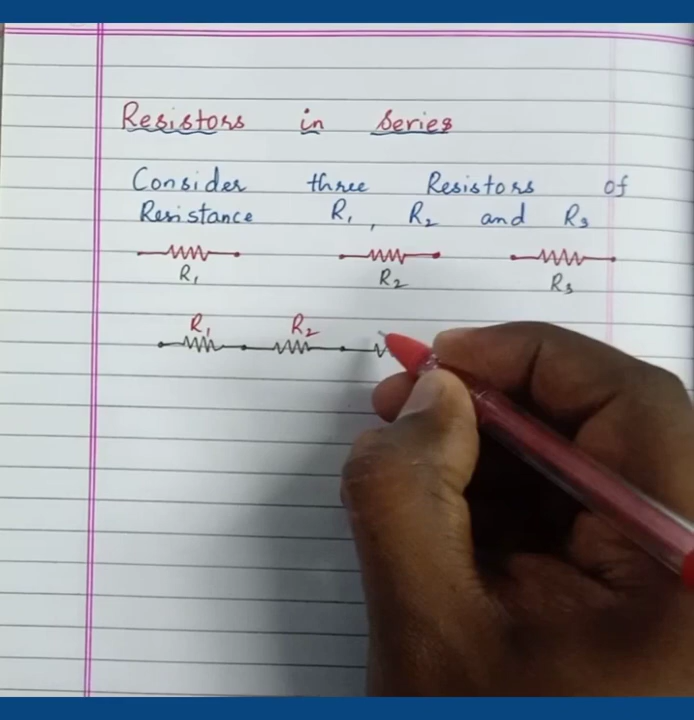 Resistors in Series
Consider three Resistors of
Resistance R₁, R₂ and R₃
R₁ R₂ R₃
R₁ R₂